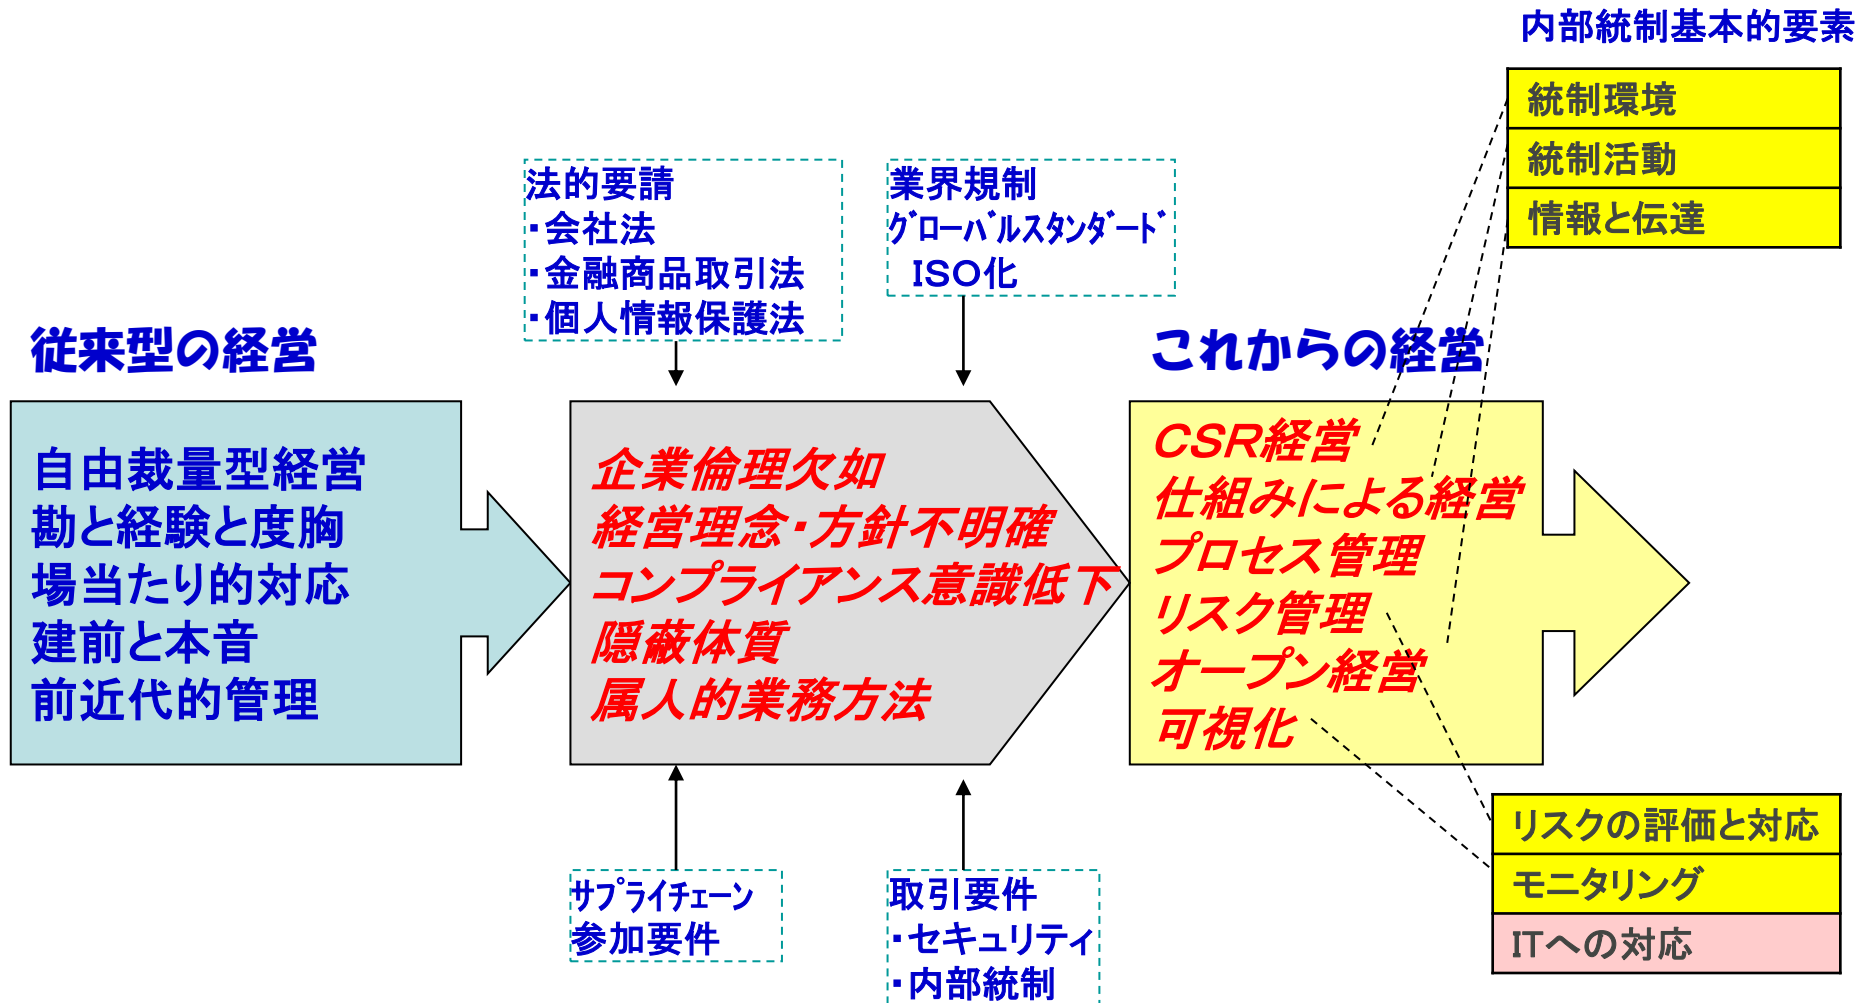 内部統制基本的要素
統制環境
統制活動
情報と伝達
法的要請
・会社法
・金融商品取引法
・個人情報保護法
業界規制
ｸﾞﾛｰﾊﾞﾙｽﾀﾝﾀﾞｰﾄﾞ
ISO化
従来型の経営
自由裁量型経営
勘と経験と度胸
場当たり的対応
建前と本音
前近代的管理
企業倫理欠如
経営理念・方針不明確
コンプライアンス意識低下
隠蔽体質
属人的業務方法
これからの経営
CSR経営
仕組みによる経営
プロセス管理
リスク管理
オープン経営
可視化
ｻﾌﾟﾗｲﾁｪｰﾝ
参加要件
取引要件
・セキュリティ
・内部統制
リスクの評価と対応
モニタリング
ITへの対応